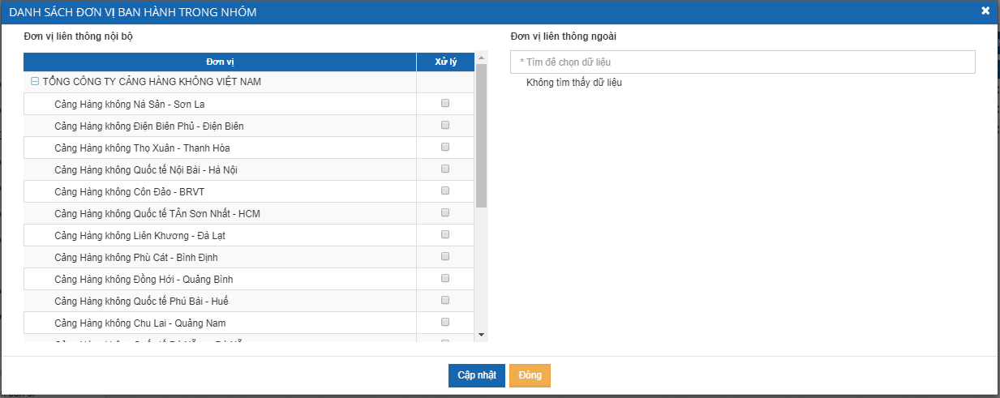 DANH SÁCH ĐƠN VỊ BAN HÀNH TRONG NHÓM
Đơn vị liên thông nội bộ
Đơn vị Xử lý
TỔNG CÔNG TY CẢNG HÀNG KHÔNG VIỆT NAM
Cảng Hàng không Nà Sản - Sơn La
Cảng Hàng không Điện Biên Phủ - Điện Biên
Cảng Hàng không Thọ Xuân - Thanh Hóa
Cảng Hàng không Quốc tế Nội Bài - Hà Nội
Cảng Hàng không Côn Đảo - BRVT
Cảng Hàng không Quốc tế TÂn Sơn Nhất - HCM
Cảng Hàng không Liên Khương - Đà Lạt
Cảng Hàng không Phù Cát - Bình Định
Cảng Hàng không Đồng Hới - Quảng Bình
Cảng Hàng không Quốc tế Phú Bài - Huế
Cảng Hàng không Chu Lai - Quảng Nam
Đơn vị liên thông ngoài
* Tìm để chọn dữ liệu
Không tìm thấy dữ liệu
Cập nhật Đóng